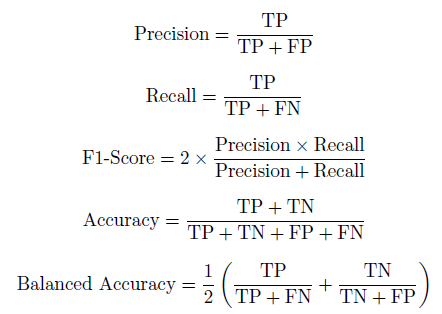 Precision = TP / (TP + FP)
Recall = TP / (TP + FN)
F1-Score = 2 × (Precision × Recall) / (Precision + Recall)
Accuracy = (TP + TN) / (TP + TN + FP + FN)
Balanced Accuracy = 1/2 (TP / (TP + FN) + TN / (TN + FP))